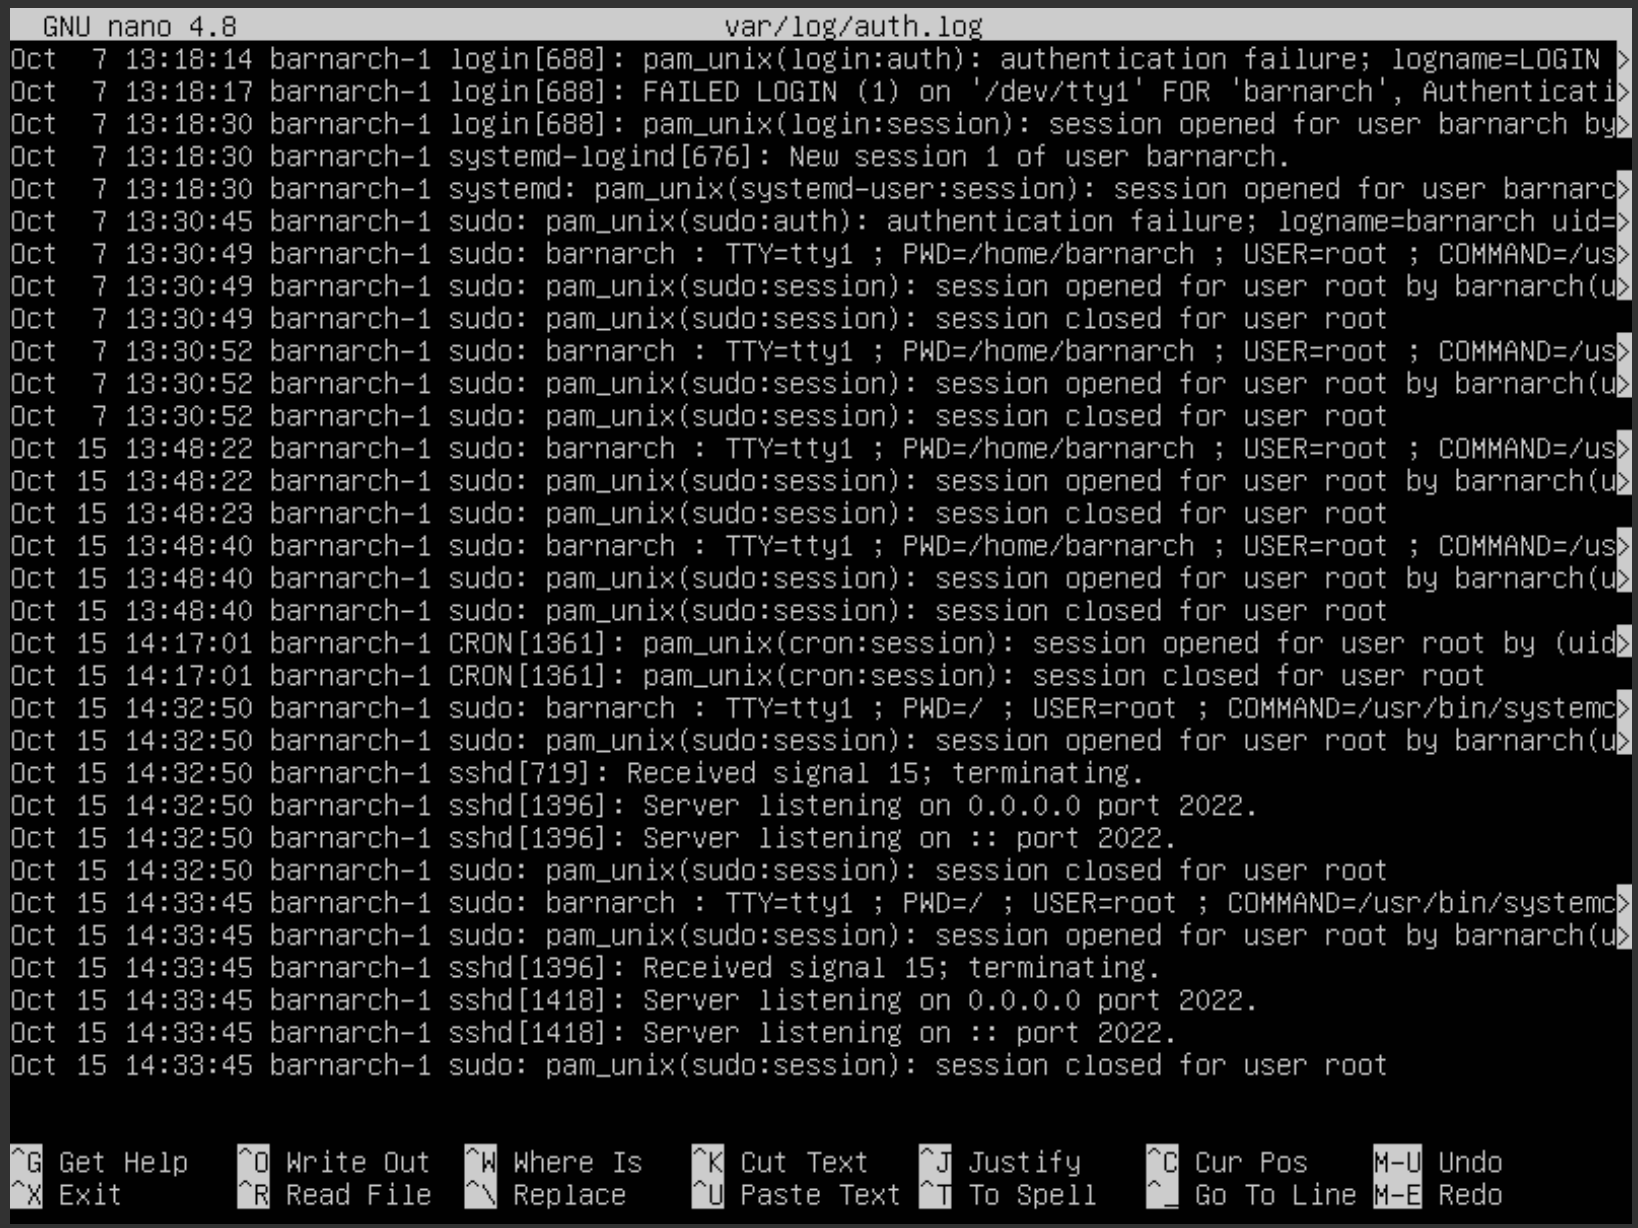 GNU nano 4.8 var/log/auth.log
Oct  7 13:18:14 barnarch-1 login[688]: pam_unix(login:auth): authentication failure; logname=LOGIN >
Oct  7 13:18:17 barnarch-1 login[688]: FAILED LOGIN (1) on '/dev/tty1' FOR 'barnarch', Authenticati>
Oct  7 13:18:30 barnarch-1 login[688]: pam_unix(login:session): session opened for user barnarch by>
Oct  7 13:18:30 barnarch-1 systemd-logind[676]: New session 1 of user barnarch.
Oct  7 13:18:30 barnarch-1 systemd: pam_unix(systemd-user:session): session opened for user barnarc>
Oct  7 13:30:45 barnarch-1 sudo: pam_unix(sudo:auth): authentication failure; logname=barnarch uid=>
Oct  7 13:30:49 barnarch-1 sudo: barnarch : TTY=tty1 ; PWD=/home/barnarch ; USER=root ; COMMAND=/us>
Oct  7 13:30:49 barnarch-1 sudo: pam_unix(sudo:session): session opened for user root by barnarch(u>
Oct  7 13:30:49 barnarch-1 sudo: pam_unix(sudo:session): session closed for user root
Oct  7 13:30:52 barnarch-1 sudo: barnarch : TTY=tty1 ; PWD=/home/barnarch ; USER=root ; COMMAND=/us>
Oct  7 13:30:52 barnarch-1 sudo: pam_unix(sudo:session): session opened for user root by barnarch(u>
Oct  7 13:30:52 barnarch-1 sudo: pam_unix(sudo:session): session closed for user root
Oct 15 13:48:22 barnarch-1 sudo: barnarch : TTY=tty1 ; PWD=/home/barnarch ; USER=root ; COMMAND=/us>
Oct 15 13:48:22 barnarch-1 sudo: pam_unix(sudo:session): session opened for user root by barnarch(u>
Oct 15 13:48:23 barnarch-1 sudo: pam_unix(sudo:session): session closed for user root
Oct 15 13:48:40 barnarch-1 sudo: barnarch : TTY=tty1 ; PWD=/home/barnarch ; USER=root ; COMMAND=/us>
Oct 15 13:48:40 barnarch-1 sudo: pam_unix(sudo:session): session opened for user root by barnarch(u>
Oct 15 13:48:40 barnarch-1 sudo: pam_unix(sudo:session): session closed for user root
Oct 15 14:17:01 barnarch-1 CRON[1361]: pam_unix(cron:session): session opened for user root by (uid>
Oct 15 14:17:01 barnarch-1 CRON[1361]: pam_unix(cron:session): session closed for user root
Oct 15 14:32:50 barnarch-1 sudo: barnarch : TTY=tty1 ; PWD=/ ; USER=root ; COMMAND=/usr/bin/systemc>
Oct 15 14:32:50 barnarch-1 sudo: pam_unix(sudo:session): session opened for user root by barnarch(u>
Oct 15 14:32:50 barnarch-1 sshd[719]: Received signal 15; terminating.
Oct 15 14:32:50 barnarch-1 sshd[1396]: Server listening on 0.0.0.0 port 2022.
Oct 15 14:32:50 barnarch-1 sshd[1396]: Server listening on :: port 2022.
Oct 15 14:32:50 barnarch-1 sudo: pam_unix(sudo:session): session closed for user root
Oct 15 14:33:45 barnarch-1 sudo: barnarch : TTY=tty1 ; PWD=/ ; USER=root ; COMMAND=/usr/bin/systemc>
Oct 15 14:33:45 barnarch-1 sudo: pam_unix(sudo:session): session opened for user root by barnarch(u>
Oct 15 14:33:45 barnarch-1 sshd[1396]: Received signal 15; terminating.
Oct 15 14:33:45 barnarch-1 sshd[1418]: Server listening on 0.0.0.0 port 2022.
Oct 15 14:33:45 barnarch-1 sshd[1418]: Server listening on :: port 2022.
Oct 15 14:33:45 barnarch-1 sudo: pam_unix(sudo:session): session closed for user root
^G Get Help ^O Write Out ^W Where Is ^K Cut Text ^J Justify ^C Cur Pos M-U Undo
^X Exit ^R Read File ^\ Replace ^U Paste Text ^T To Spell ^_ Go To Line M-E Redo